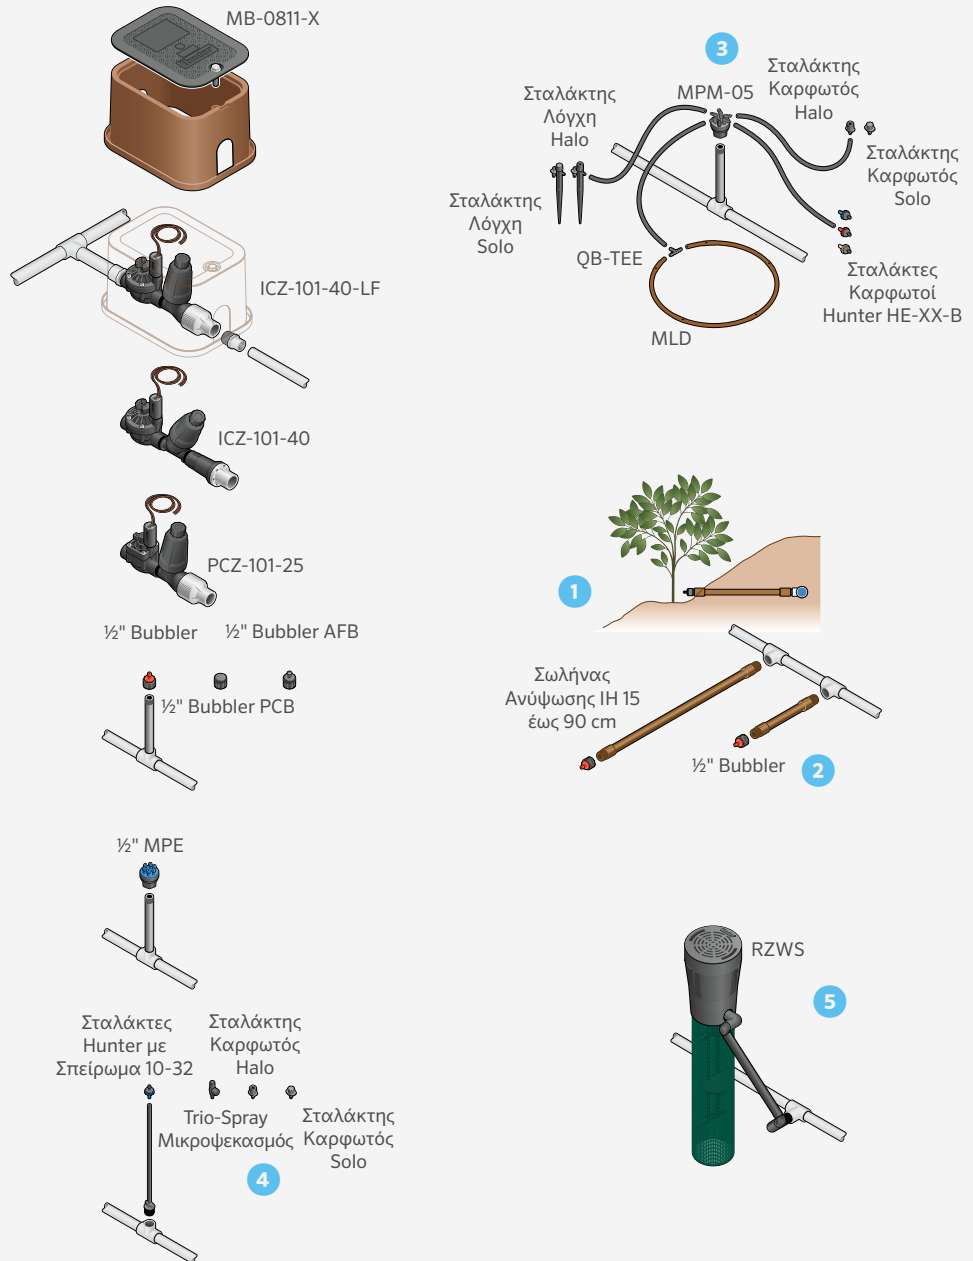 MB-0811-X
ICZ-101-40-LF
ICZ-101-40
PCZ-101-25
½" Bubbler
½" Bubbler AFB
½" Bubbler PCB
½" MPE
Σταλάκτες
Hunter με
Σπείρωμα 10-32
Σταλάκτης
Καρφωτός
Halo
Trio-Spray
Μικροψεκασμός
Σταλάκτης
Καρφωτός
Solo
4
3
MPM-05
Σταλάκτης
Λόγχη
Halo
Σταλάκτης
Καρφωτός
Halo
Σταλάκτης
Λόγχη
Solo
Σταλάκτης
Καρφωτός
Solo
QB-TEE
MLD
Σταλάκτες
Καρφωτοί
Hunter HE-XX-B
1
Σωλήνας
Ανύψωσης IH 15
έως 90 cm
½" Bubbler
2
RZWS
5